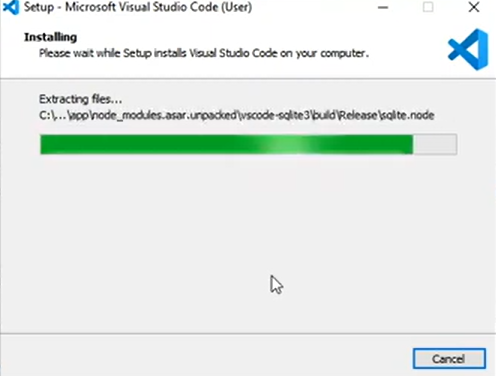 Setup - Microsoft Visual Studio Code (User)
Installing
Please wait while Setup installs Visual Studio Code on your computer.
Extracting files...
C:\...\app\node_modules.asar.unpacked\vscode-sqlite3\build\Release\sqlite.node
Cancel